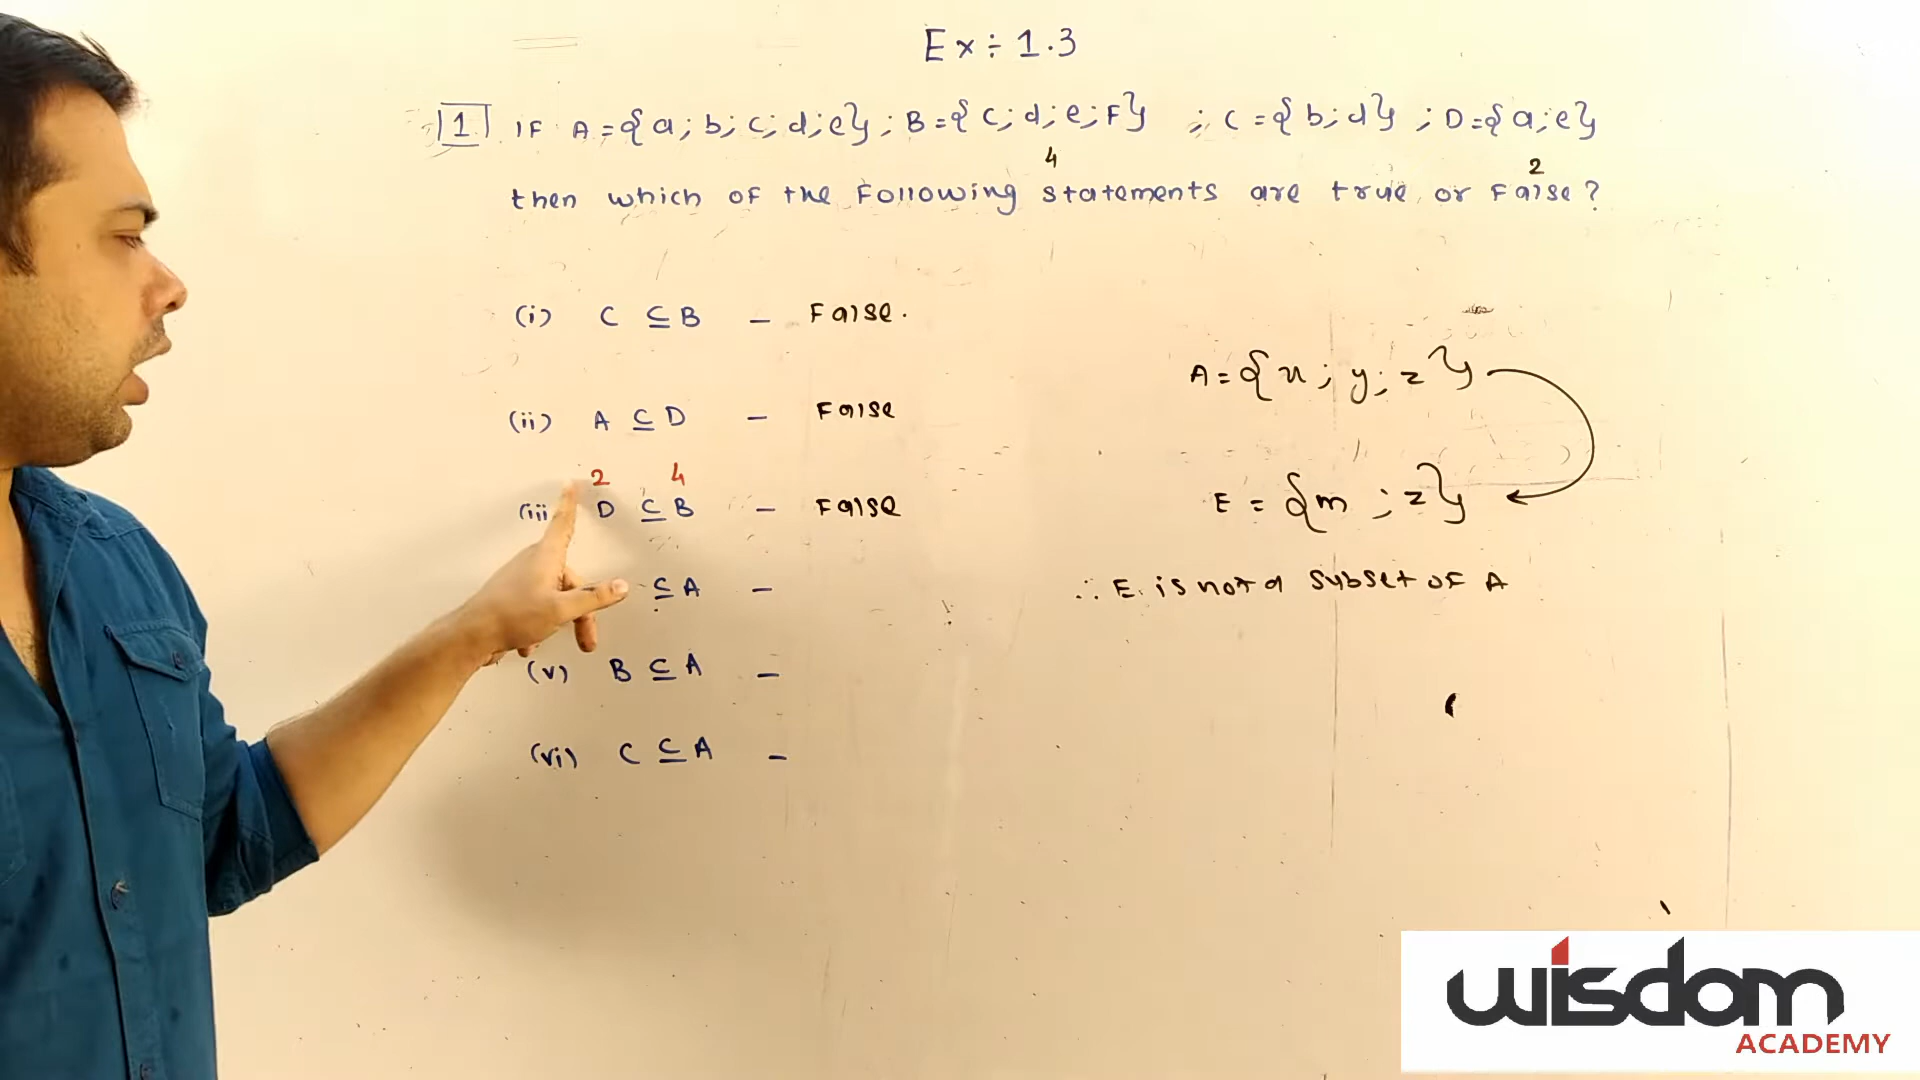 Ex÷ 1.3
1 IF A={a; b; c; d; e}; B={c; d; e; F} ; C={b; d} ; D={a; e}
4 2
then which of the Following statements are true or False?
(i) C ⊆ B - False.
(ii) A ⊆ D - False
2 4
(iii D ⊆ B - False
⊆ A -
(v) B ⊆ A -
(vi) C ⊆ A -
A={x; y; z}
E = {m ; z}
∴ E is not a subset of A
wisdom
ACADEMY